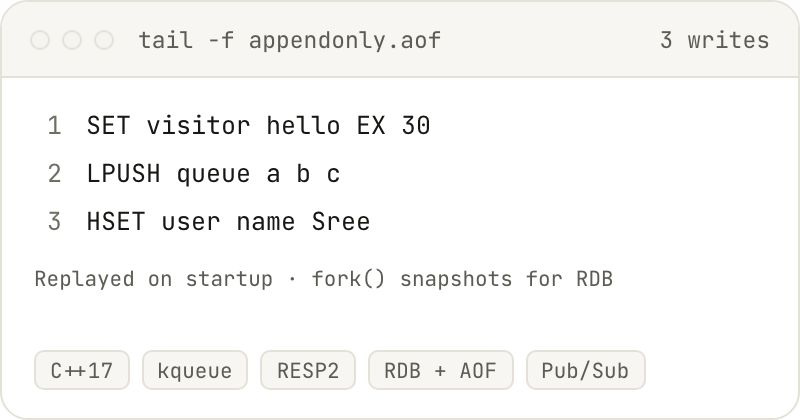 tail -f appendonly.aof 3 writes
1 SET visitor hello EX 30
2 LPUSH queue a b c
3 HSET user name Sree
Replayed on startup · fork() snapshots for RDB
C++17 kqueue RESP2 RDB + AOF Pub/Sub